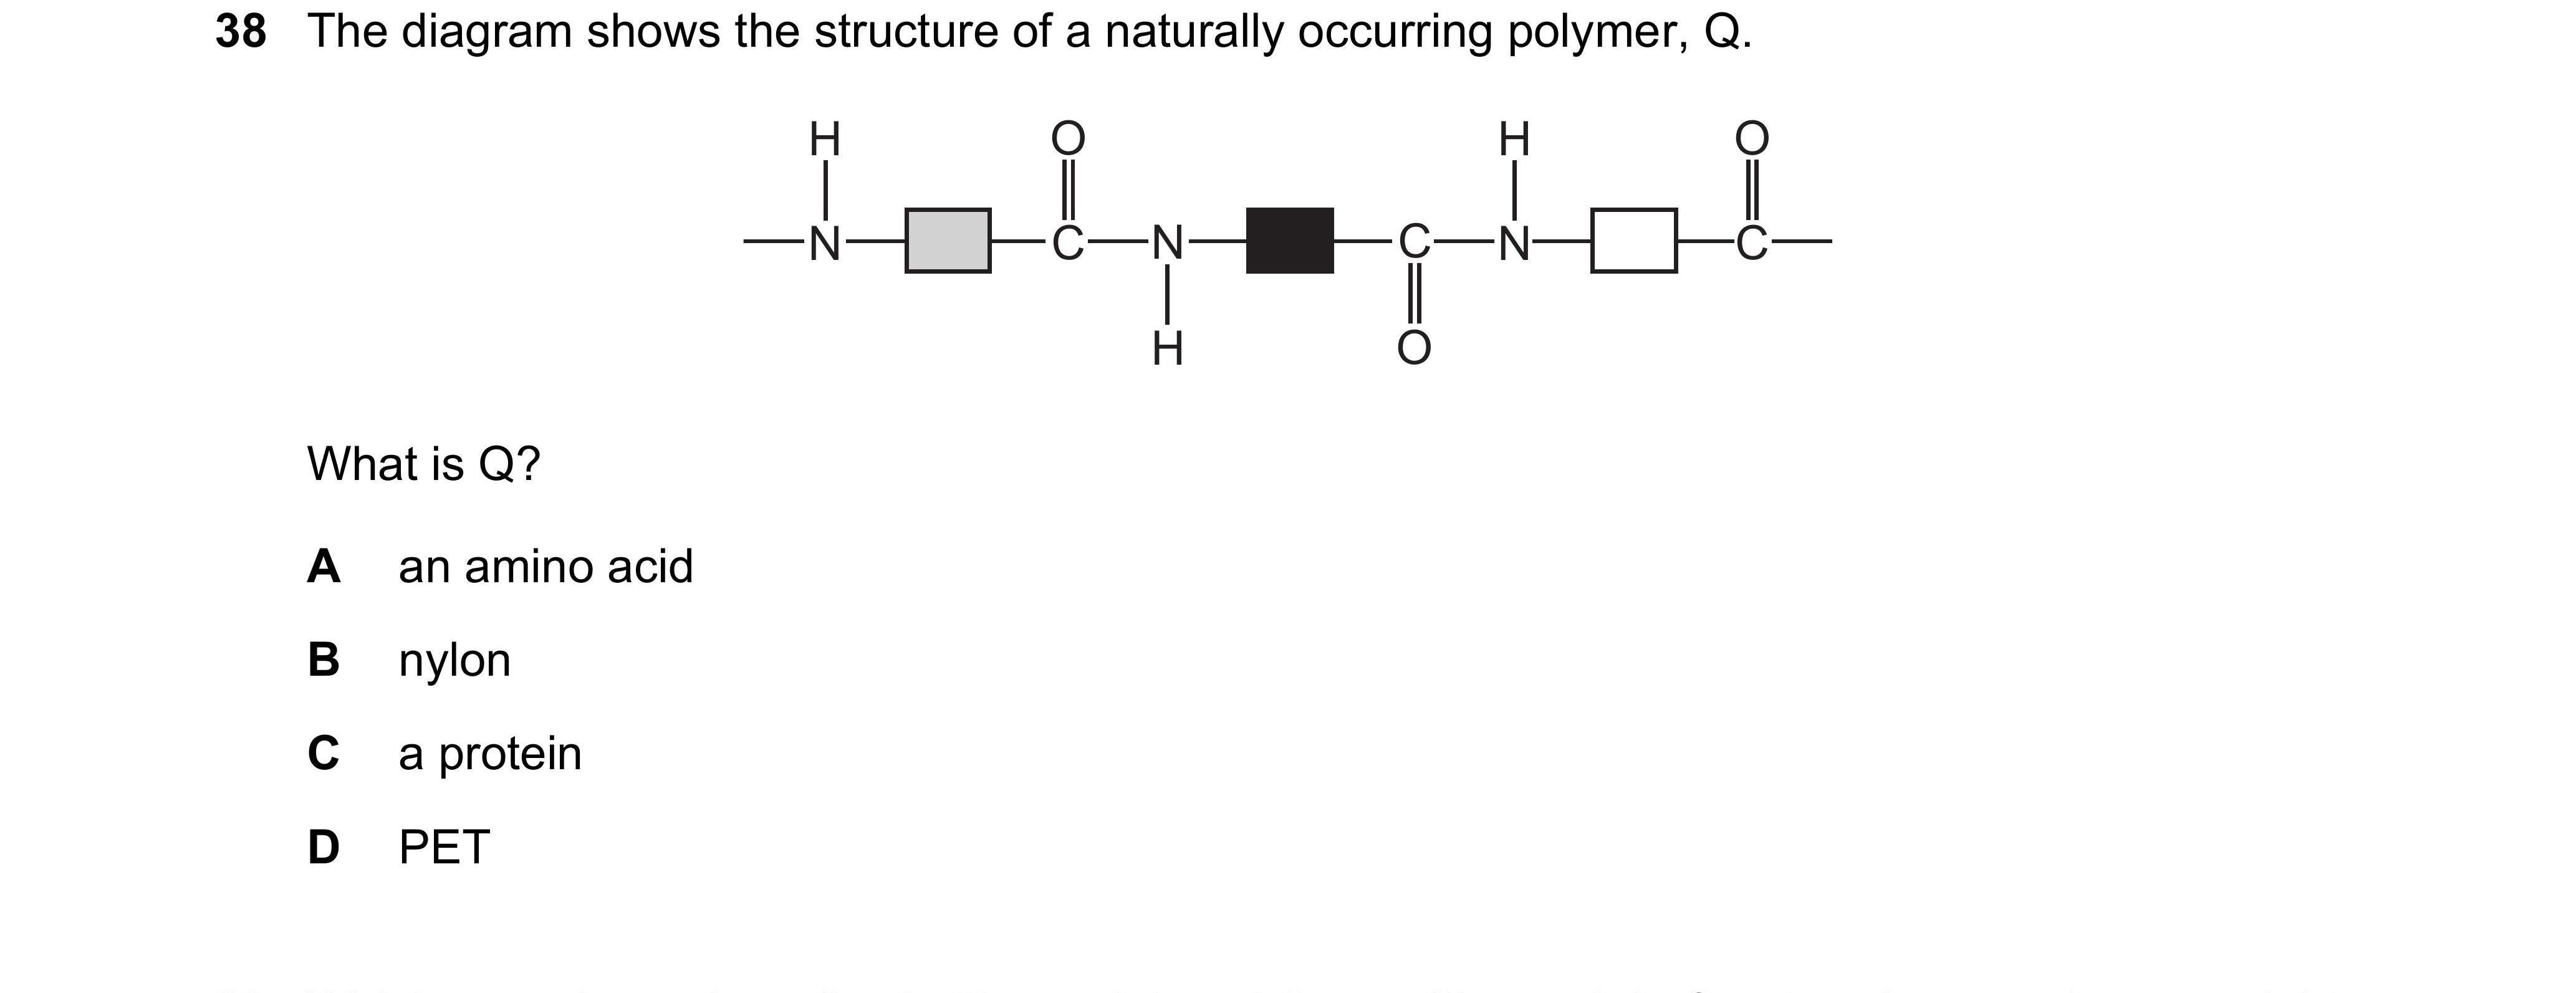 38 The diagram shows the structure of a naturally occurring polymer, Q.
H O H O
N C N C N C
H O
What is Q?
A an amino acid
B nylon
C a protein
D PET